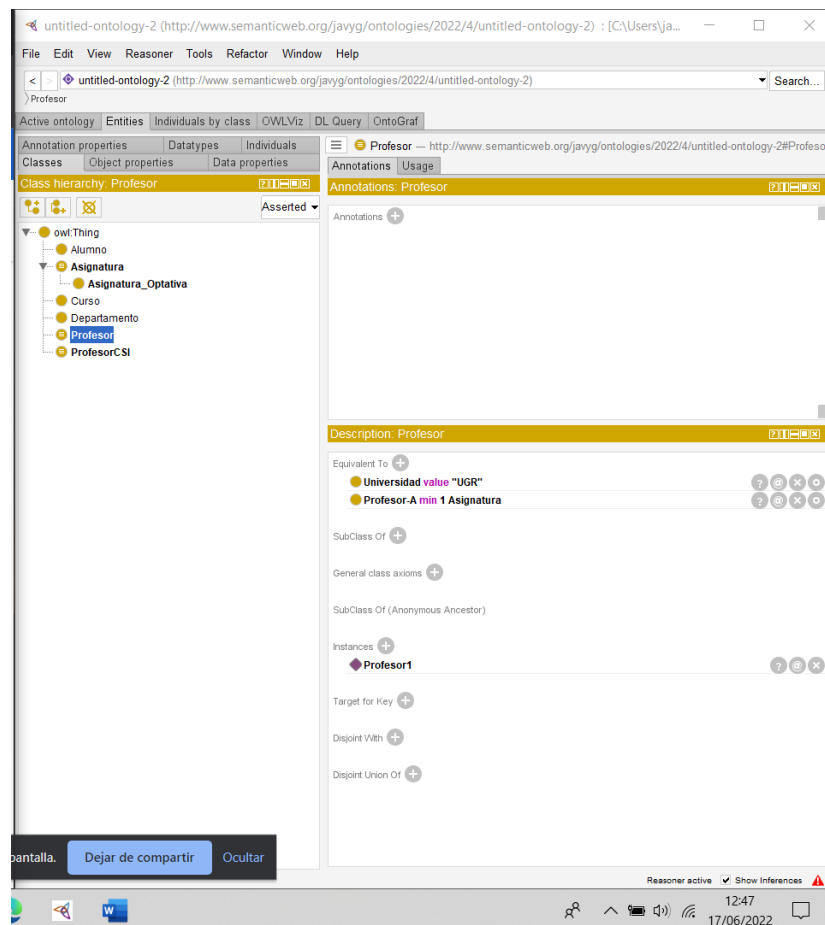 untitled-ontology-2 (http://www.semanticweb.org/javyg/ontologies/2022/4/untitled-ontology-2) : [C:\Users\ja...
File Edit View Reasoner Tools Refactor Window Help
< > untitled-ontology-2 (http://www.semanticweb.org/javyg/ontologies/2022/4/untitled-ontology-2) Search...
Profesor
Active ontology Entities Individuals by class OWLViz DL Query OntoGraf
Annotation properties Datatypes Individuals
Classes Object properties Data properties
Class hierarchy: Profesor
Asserted
owl:Thing
Alumno
Asignatura
Asignatura_Optativa
Curso
Departamento
Profesor
ProfesorCSI
Profesor — http://www.semanticweb.org/javyg/ontologies/2022/4/untitled-ontology-2#Profeso
Annotations Usage
Annotations: Profesor
Annotations
Description: Profesor
Equivalent To
Universidad value "UGR"
Profesor-A min 1 Asignatura
SubClass Of
General class axioms
SubClass Of (Anonymous Ancestor)
Instances
Profesor1
Target for Key
Disjoint With
Disjoint Union Of
pantalla. Dejar de compartir Ocultar
Reasoner active Show Inferences
12:47
17/06/2022